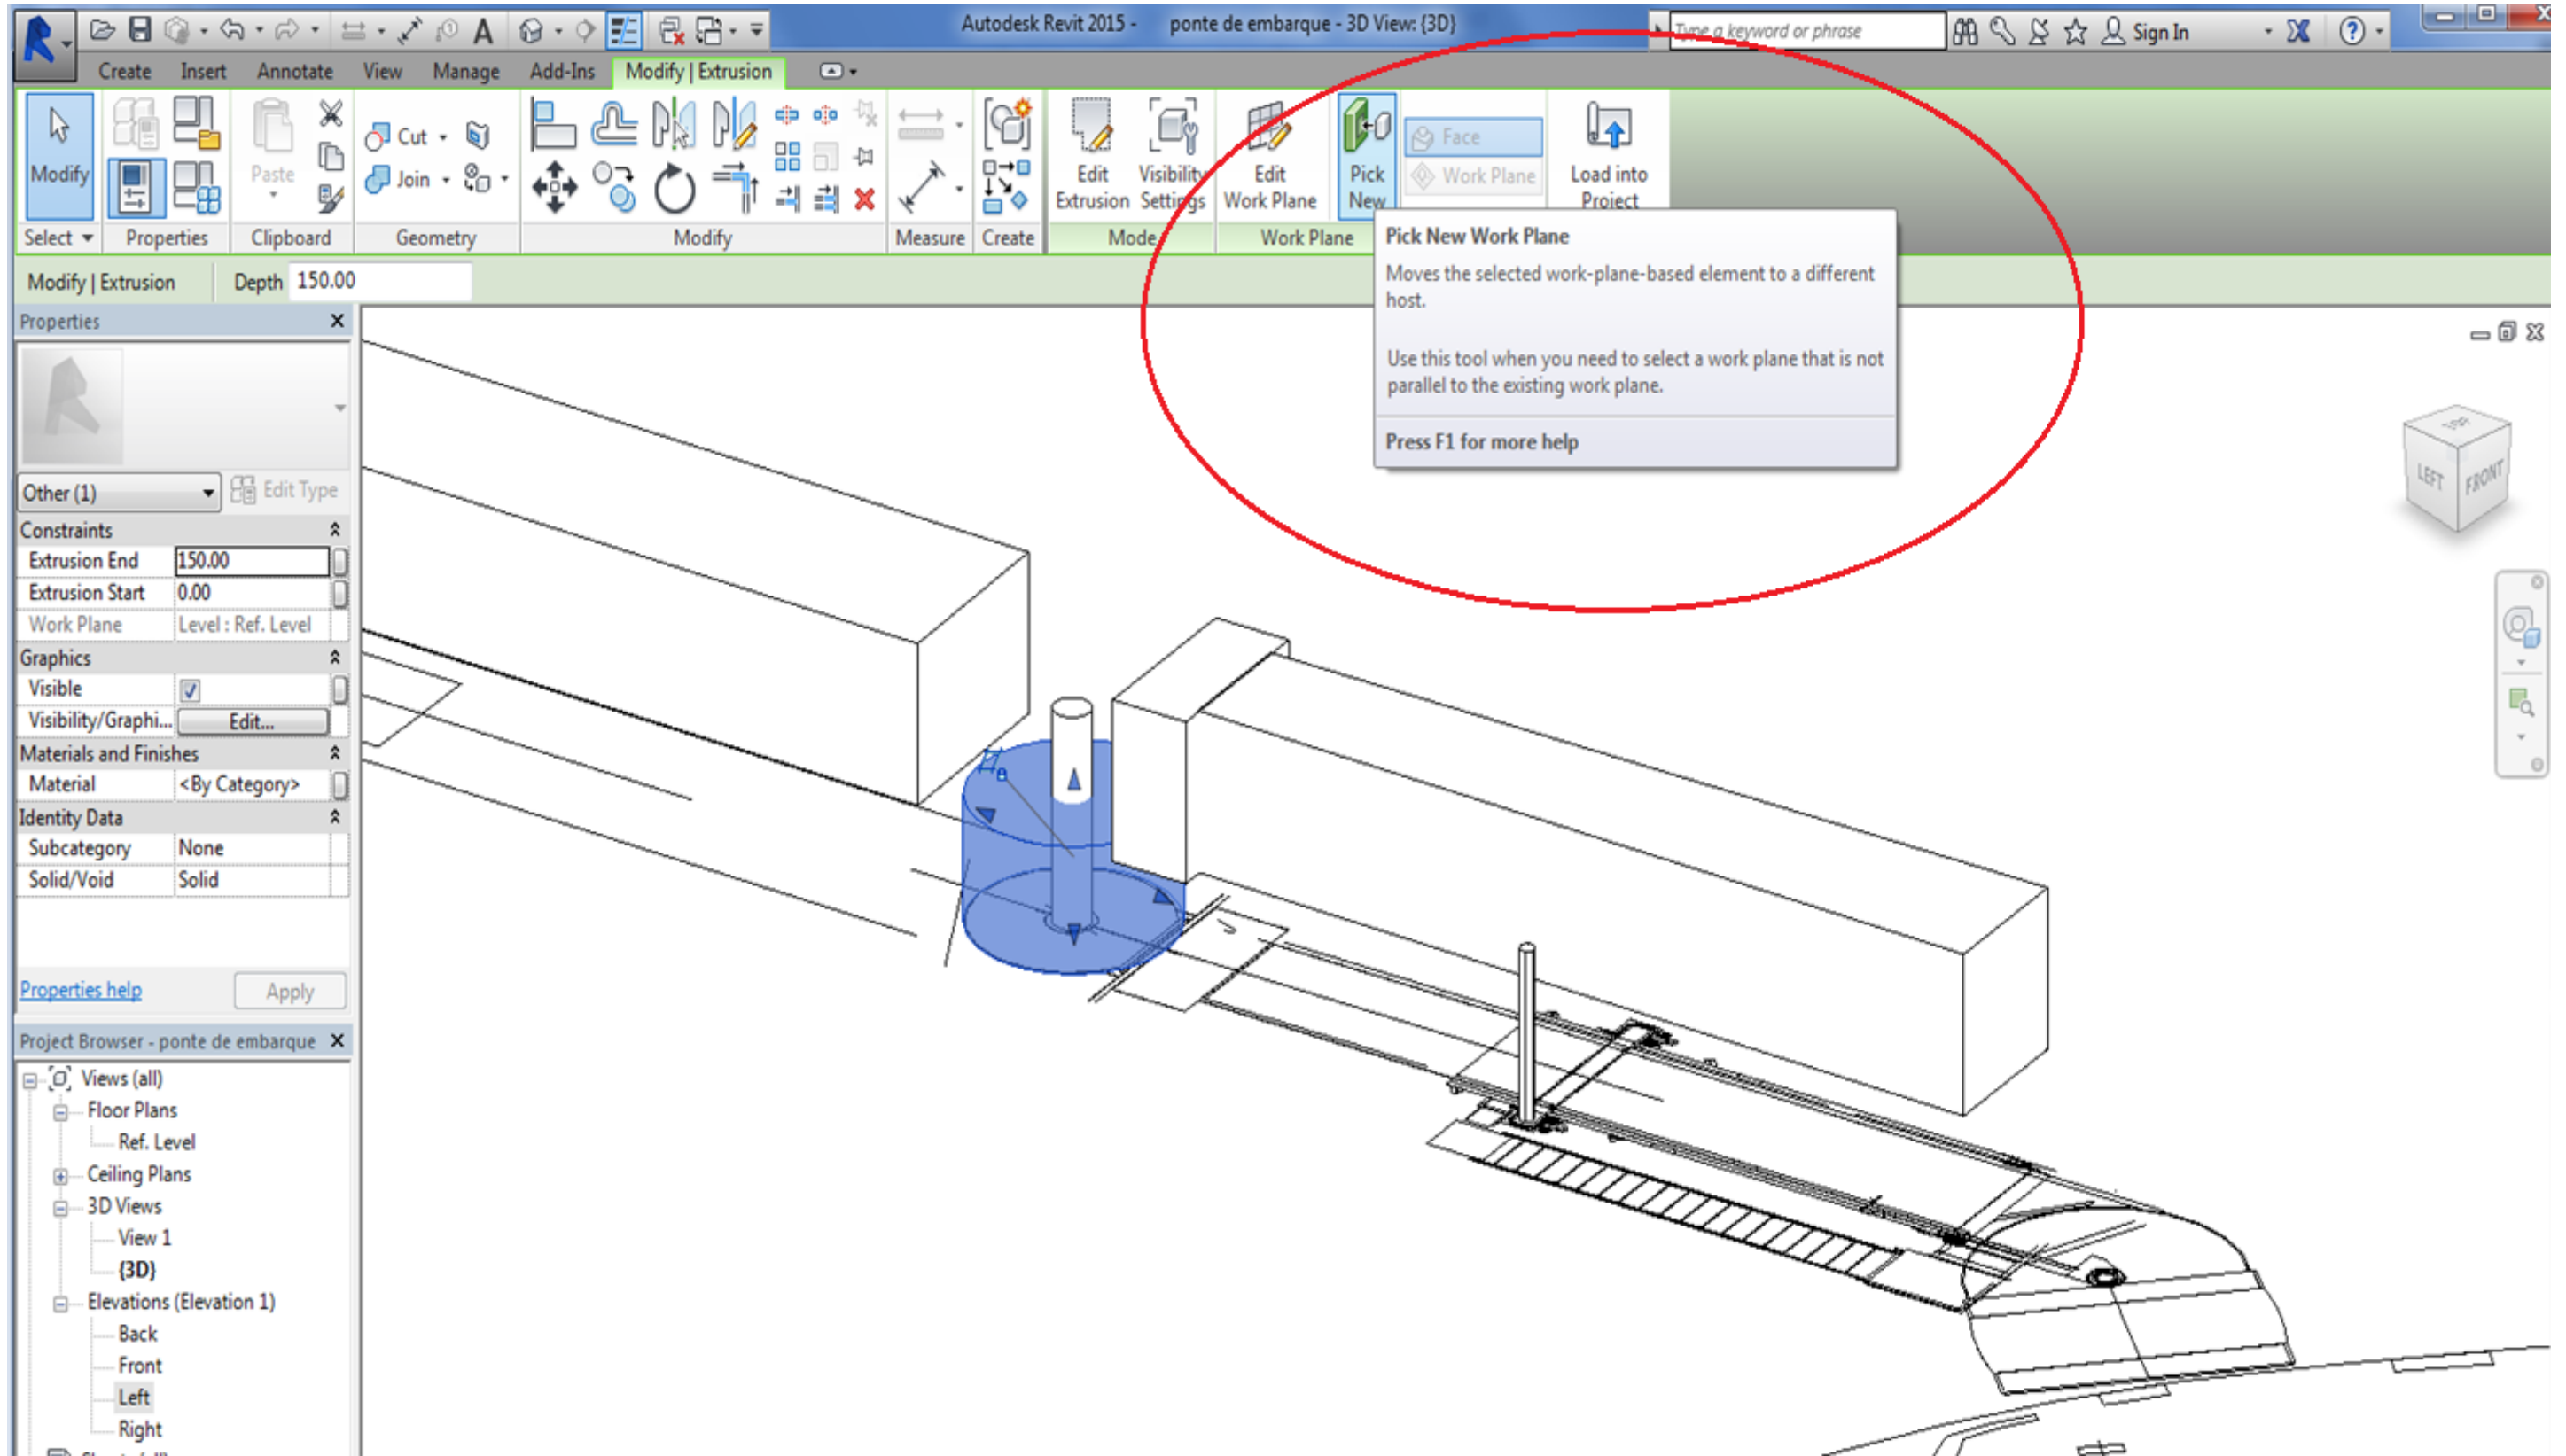 Autodesk Revit 2015 - ponte de embarque - 3D View: {3D}
Type a keyword or phrase
Sign In
Create Insert Annotate View Manage Add-Ins Modify | Extrusion
Modify
Paste
Cut
Join
Edit Extrusion
Visibility Settings
Edit Work Plane
Pick New
Face
Work Plane
Load into Project
Select Properties Clipboard Geometry Modify Measure Create Mode Work Plane
Pick New Work Plane
Moves the selected work-plane-based element to a different
host.
Use this tool when you need to select a work plane that is not
parallel to the existing work plane.
Press F1 for more help
Modify | Extrusion Depth 150.00
Properties
Other (1) Edit Type
Constraints
Extrusion End 150.00
Extrusion Start 0.00
Work Plane Level : Ref. Level
Graphics
Visible
Visibility/Graphi... Edit...
Materials and Finishes
Material <By Category>
Identity Data
Subcategory None
Solid/Void Solid
Properties help Apply
Project Browser - ponte de embarque
Views (all)
Floor Plans
Ref. Level
Ceiling Plans
3D Views
View 1
{3D}
Elevations (Elevation 1)
Back
Front
Left
Right
TOP
LEFT FRONT